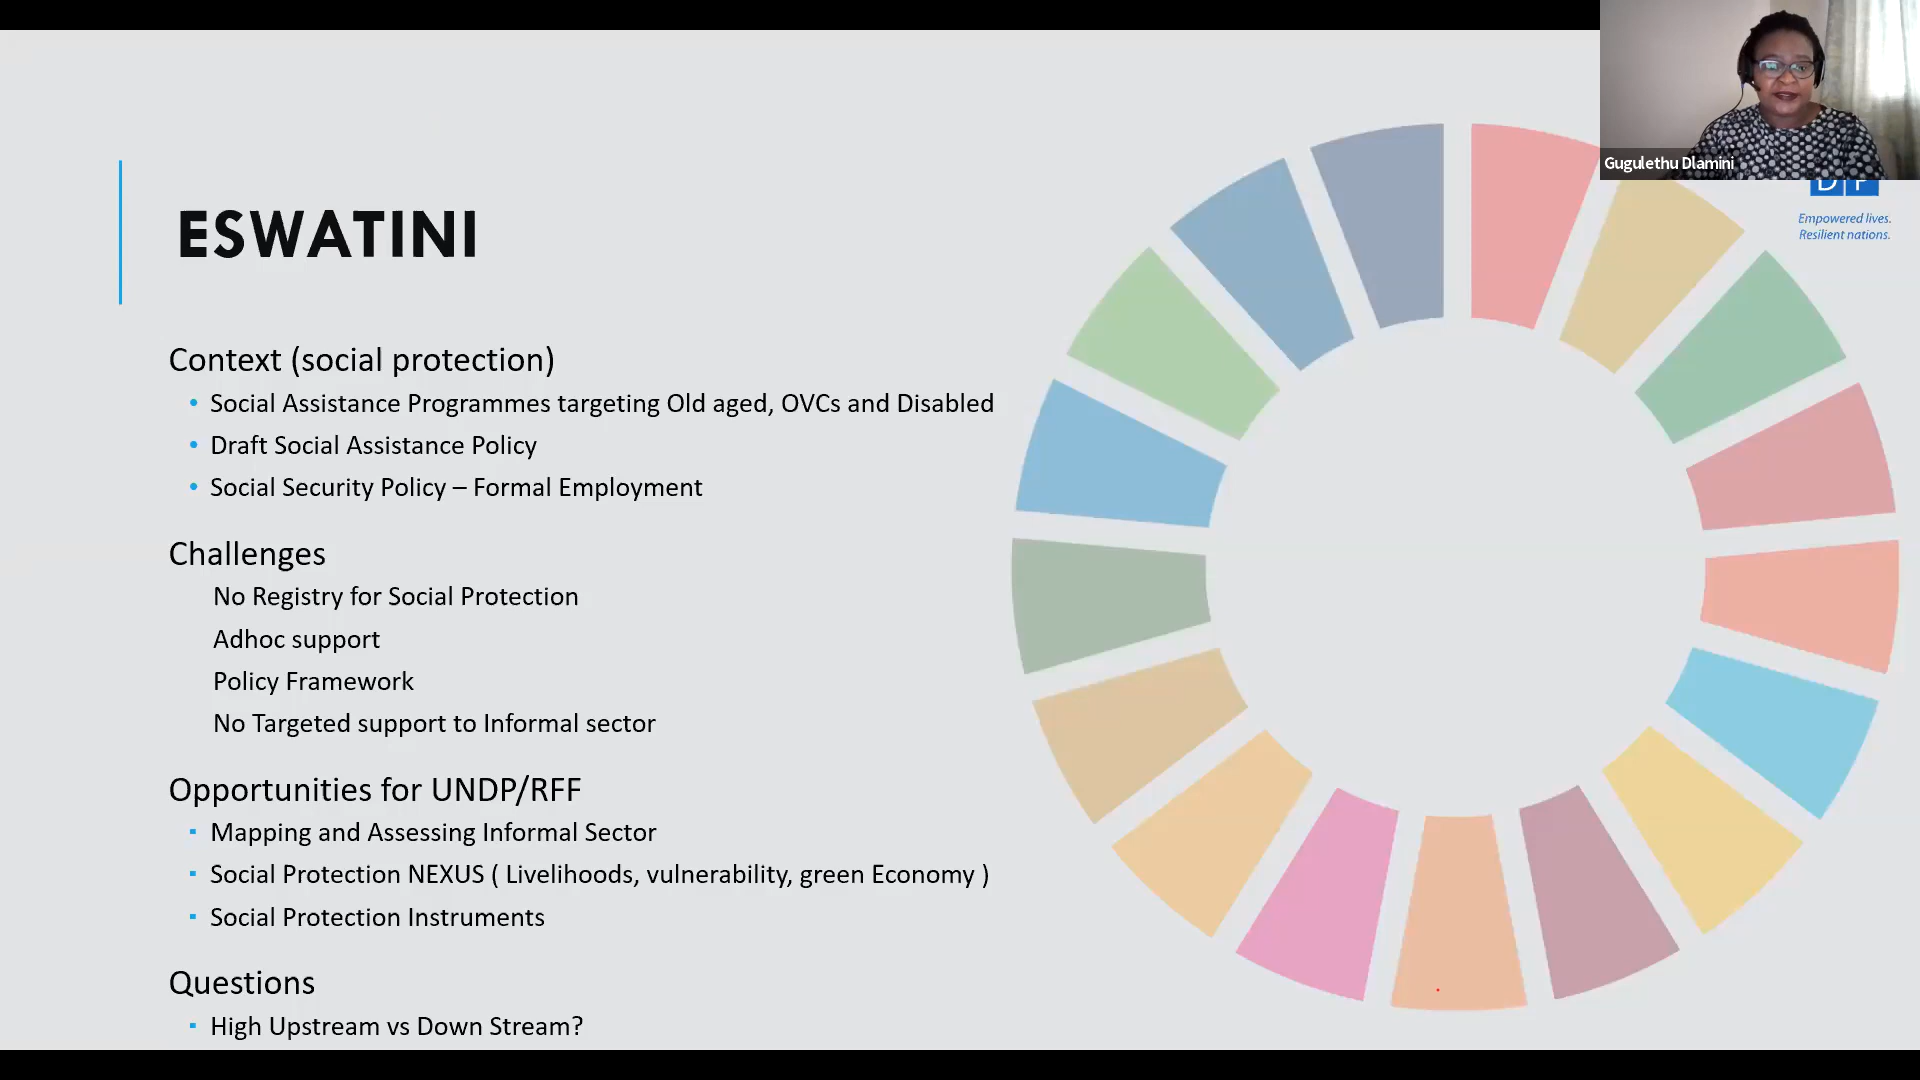 Gugulethu Dlamini
DP
Empowered lives.
Resilient nations.
ESWATINI
Context (social protection)
• Social Assistance Programmes targeting Old aged, OVCs and Disabled
• Draft Social Assistance Policy
• Social Security Policy – Formal Employment
Challenges
No Registry for Social Protection
Adhoc support
Policy Framework
No Targeted support to Informal sector
Opportunities for UNDP/RFF
▪ Mapping and Assessing Informal Sector
▪ Social Protection NEXUS ( Livelihoods, vulnerability, green Economy )
▪ Social Protection Instruments
Questions
▪ High Upstream vs Down Stream?